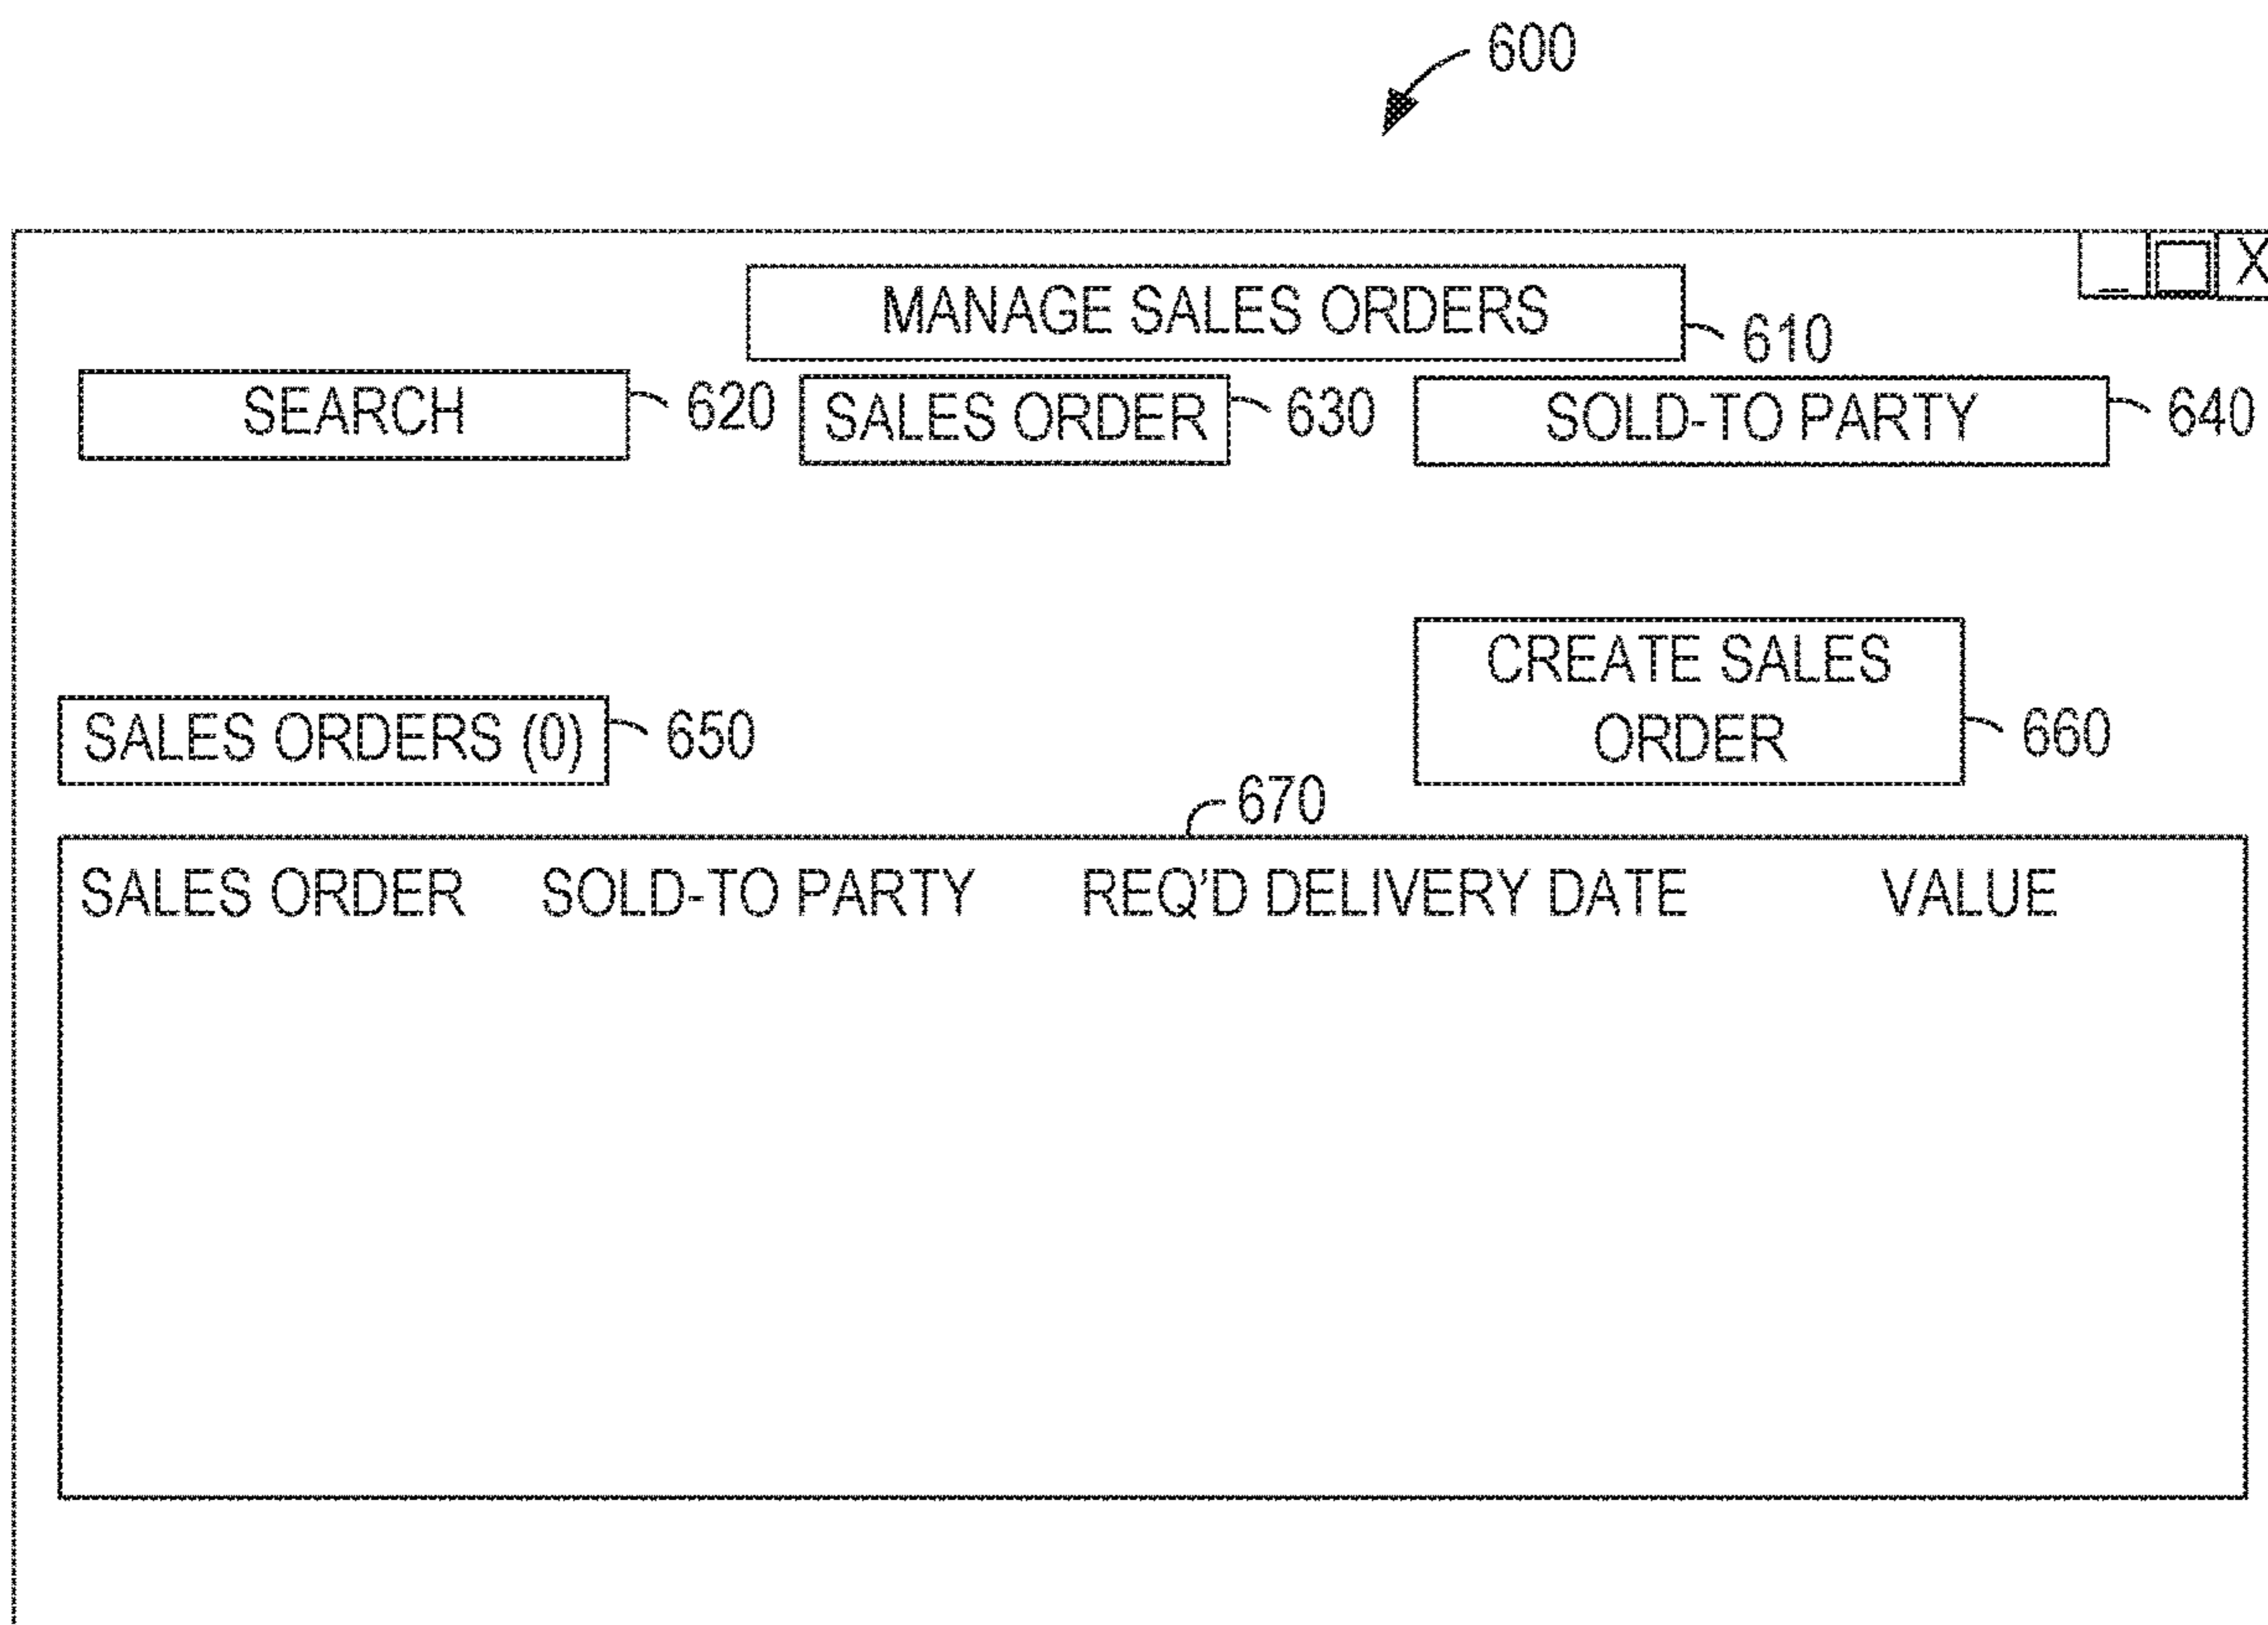 600
_ X
MANAGE SALES ORDERS 610
SEARCH 620 SALES ORDER 630 SOLD-TO PARTY 640
CREATE SALES
ORDER 660
SALES ORDERS (0) 650
670
SALES ORDER SOLD-TO PARTY REQ'D DELIVERY DATE VALUE